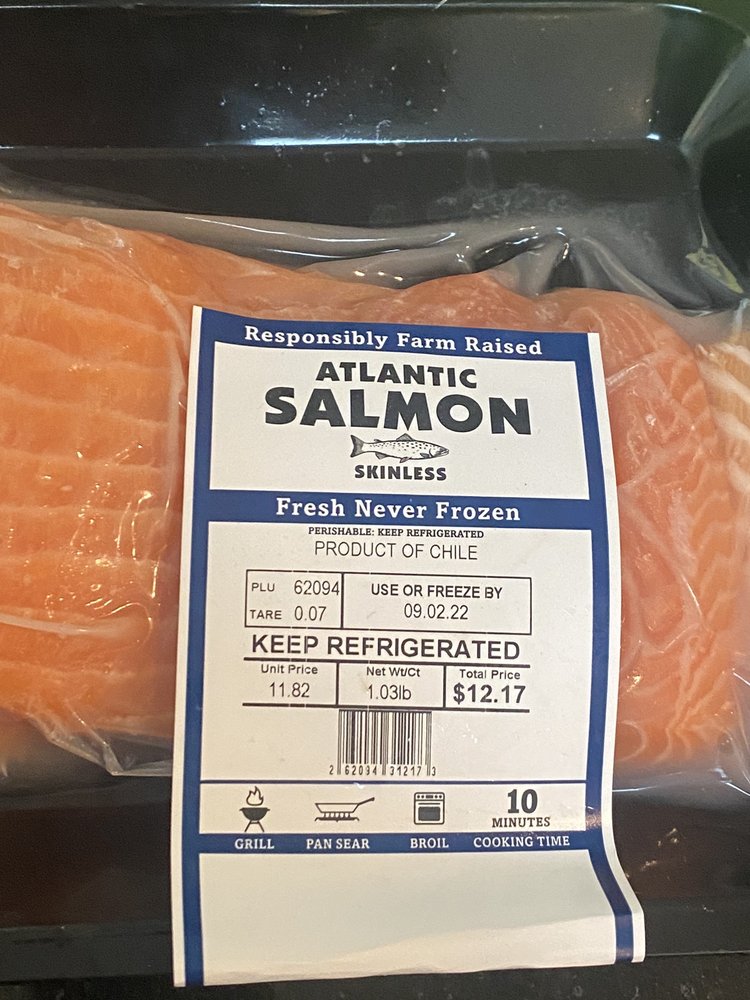 Responsibly Farm Raised
ATLANTIC
SALMON
SKINLESS
Fresh Never Frozen
PERISHABLE: KEEP REFRIGERATED
PRODUCT OF CHILE
PLU 62094
TARE 0.07
USE OR FREEZE BY
09.02.22
KEEP REFRIGERATED
Unit Price
11.82
Net Wt/Ct
1.03lb
Total Price
$12.17
2 62094 31217 3
10
MINUTES
GRILL
PAN SEAR
BROIL
COOKING TIME